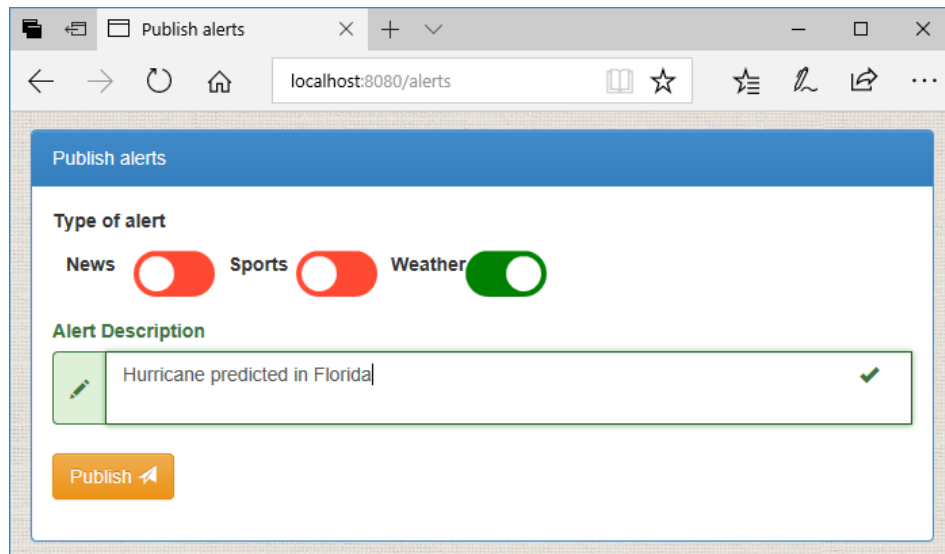 Publish alerts
localhost:8080/alerts
Publish alerts
Type of alert
News Sports Weather
Alert Description
Hurricane predicted in Florida
Publish